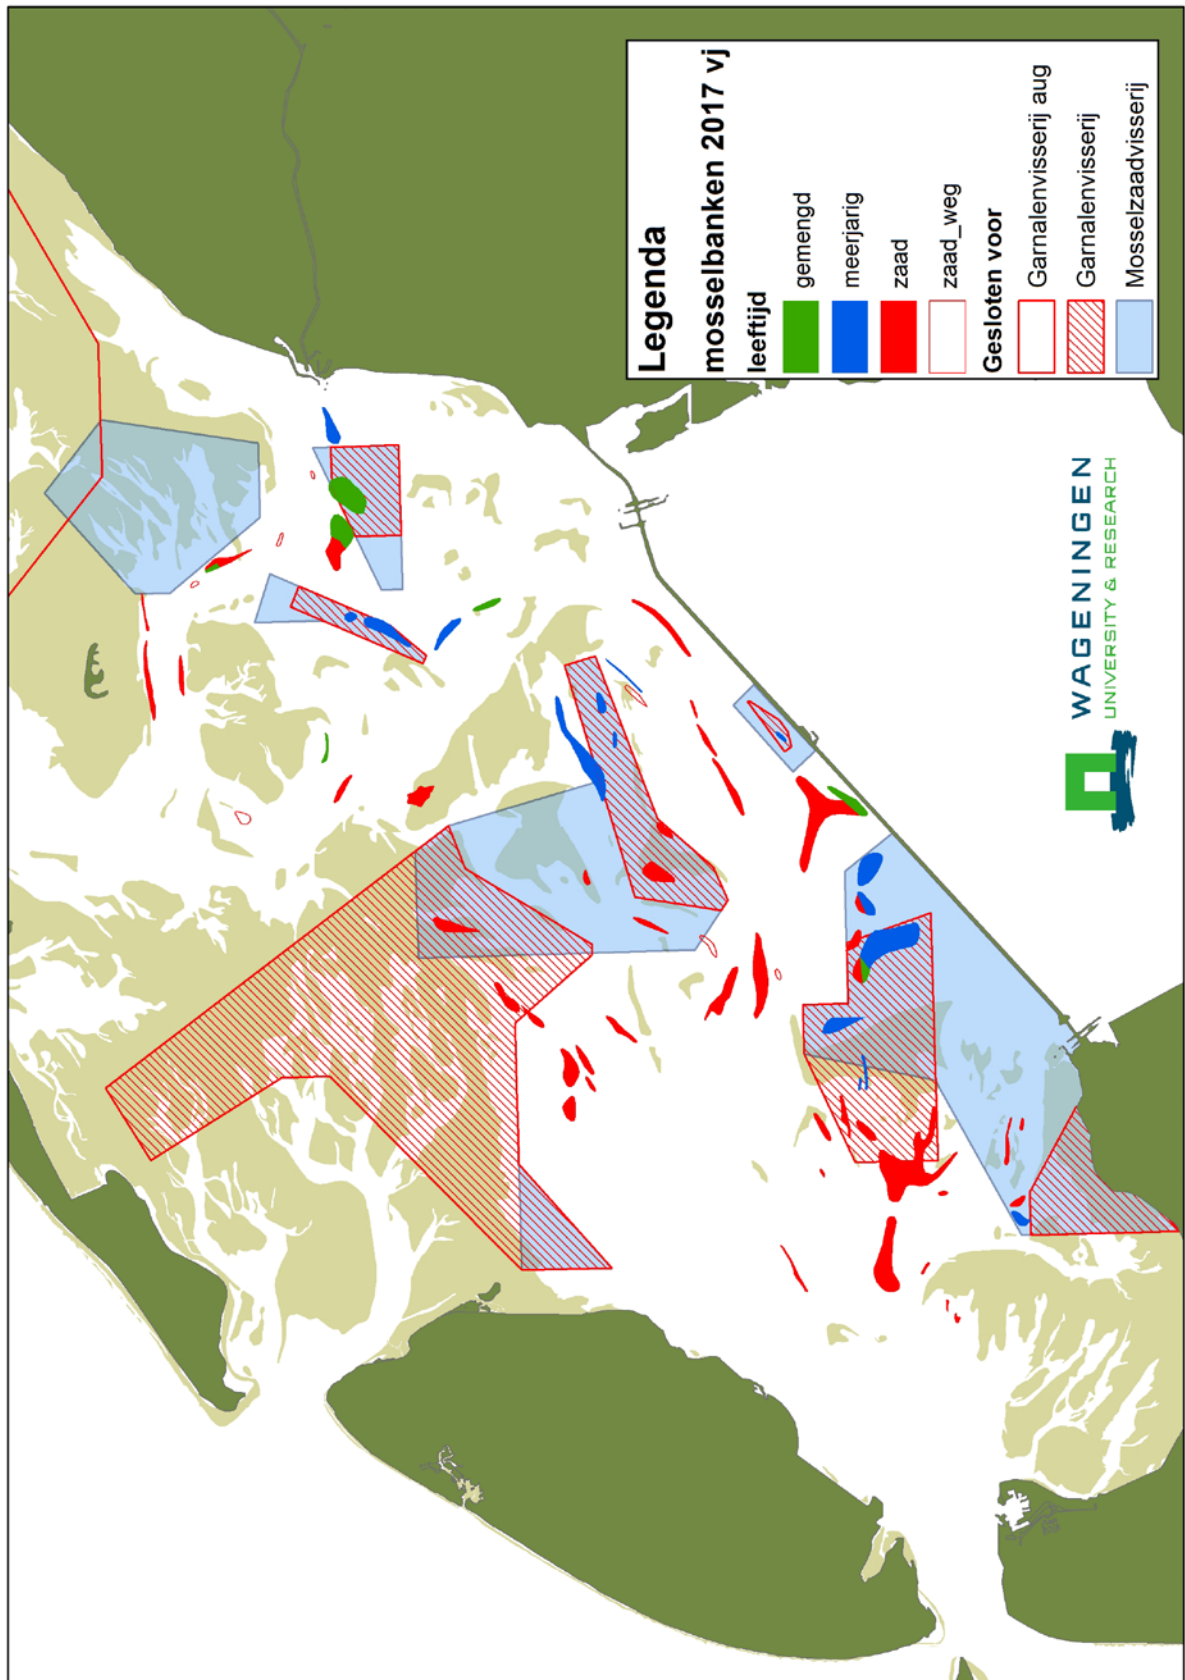 Legenda
mosselbanken 2017 vj
leeftijd
gemengd
meerjarig
zaad
zaad_weg
Gesloten voor
Garnalenvisserij aug
Garnalenvisserij
Mosselzaadvisserij
WAGENINGEN
UNIVERSITY & RESEARCH